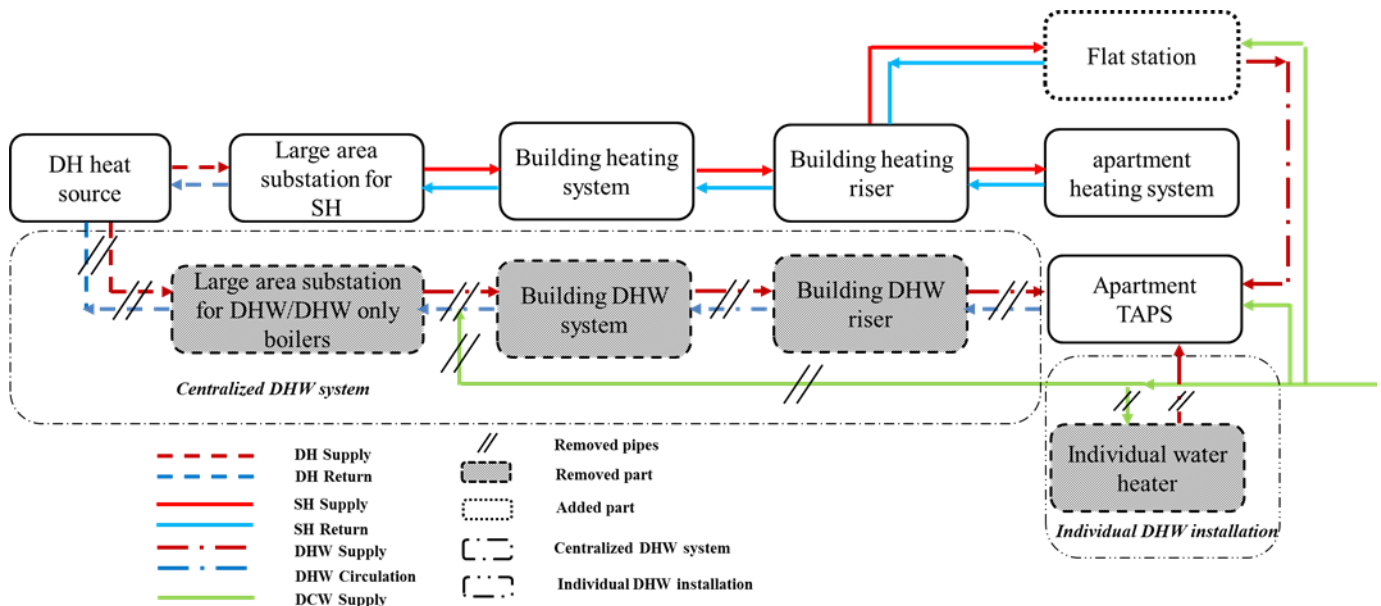 Flat station
DH heat
source
Large area
substation for
SH
Building heating
system
Building heating
riser
apartment
heating system
Large area substation
for DHW/DHW only
boilers
Building DHW
system
Building DHW
riser
Apartment
TAPS
Centralized DHW system
Individual water
heater
Individual DHW installation
DH Supply
DH Return
SH Supply
SH Return
DHW Supply
DHW Circulation
DCW Supply
Removed pipes
Removed part
Added part
Centralized DHW system
Individual DHW installation